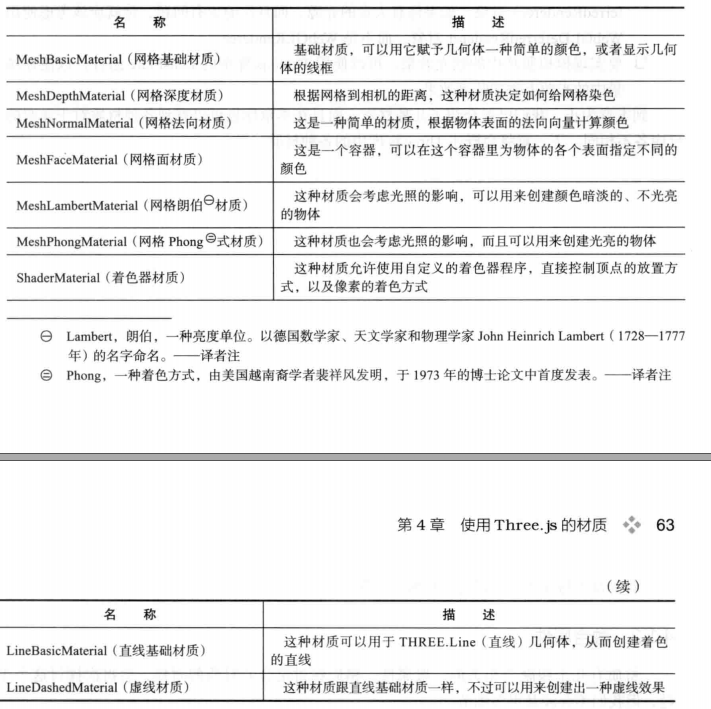 名 称 描 述
MeshBasicMaterial（网格基础材质） 基础材质，可以用它赋予几何体一种简单的颜色，或者显示几何
体的线框
MeshDepthMaterial（网格深度材质） 根据网格到相机的距离，这种材质决定如何给网格染色
MeshNormalMaterial（网格法向材质） 这是一种简单的材质，根据物体表面的法向向量计算颜色
MeshFaceMaterial（网格面材质） 这是一个容器，可以在这个容器里为物体的各个表面指定不同的
颜色
MeshLambertMaterial（网格朗伯㊀材质） 这种材质会考虑光照的影响，可以用来创建颜色暗淡的、不光亮
的物体
MeshPhongMaterial（网格 Phong㊁式材质） 这种材质也会考虑光照的影响，而且可以用来创建光亮的物体
ShaderMaterial（着色器材质） 这种材质允许使用自定义的着色器程序，直接控制顶点的放置方
式，以及像素的着色方式
㊀ Lambert，朗伯，一种亮度单位。以德国数学家、天文学家和物理学家 John Heinrich Lambert（1728—1777
年）的名字命名。——译者注
㊁ Phong，一种着色方式，由美国越南裔学者裴祥风发明，于 1973 年的博士论文中首度发表。——译者注
第 4 章 使用 Three.js 的材质 63
（续）
名 称 描 述
LineBasicMaterial（直线基础材质） 这种材质可以用于 THREE.Line（直线）几何体，从而创建着色
的直线
LineDashedMaterial（虚线材质） 这种材质跟直线基础材质一样，不过可以用来创建出一种虚线效果